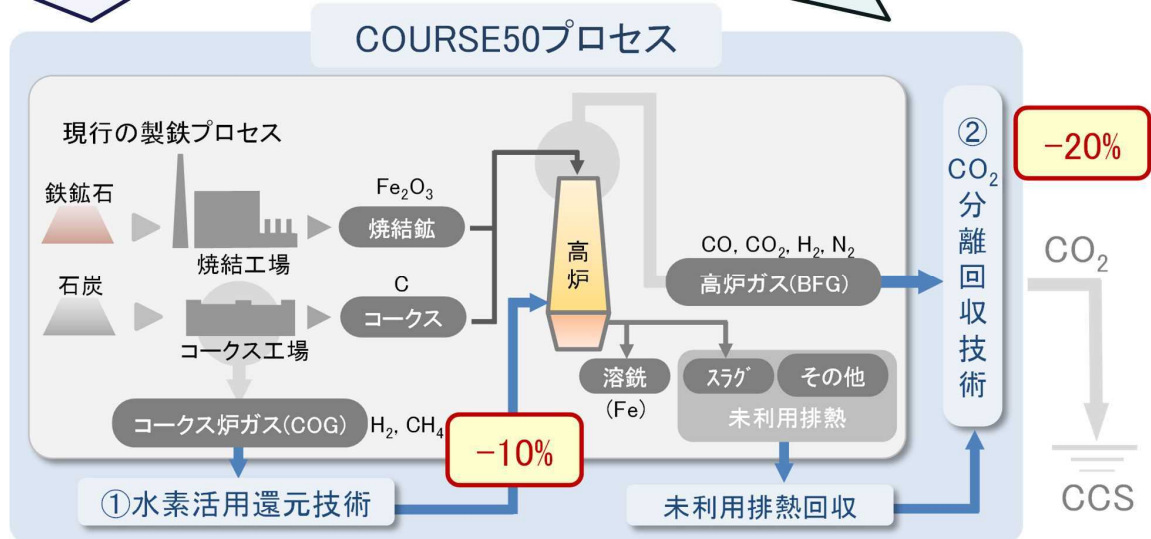 COURSE50プロセス
現行の製鉄プロセス
鉄鉱石
焼結工場
Fe₂O₃
焼結鉱
石炭
コークス工場
C
コークス
高炉
CO, CO₂, H₂, N₂
高炉ガス(BFG)
溶銑
(Fe)
スラグ
その他
未利用排熱
コークス炉ガス(COG)
H₂, CH₄
−10%
①水素活用還元技術
未利用排熱回収
②CO₂分離回収技術
−20%
CO₂
CCS